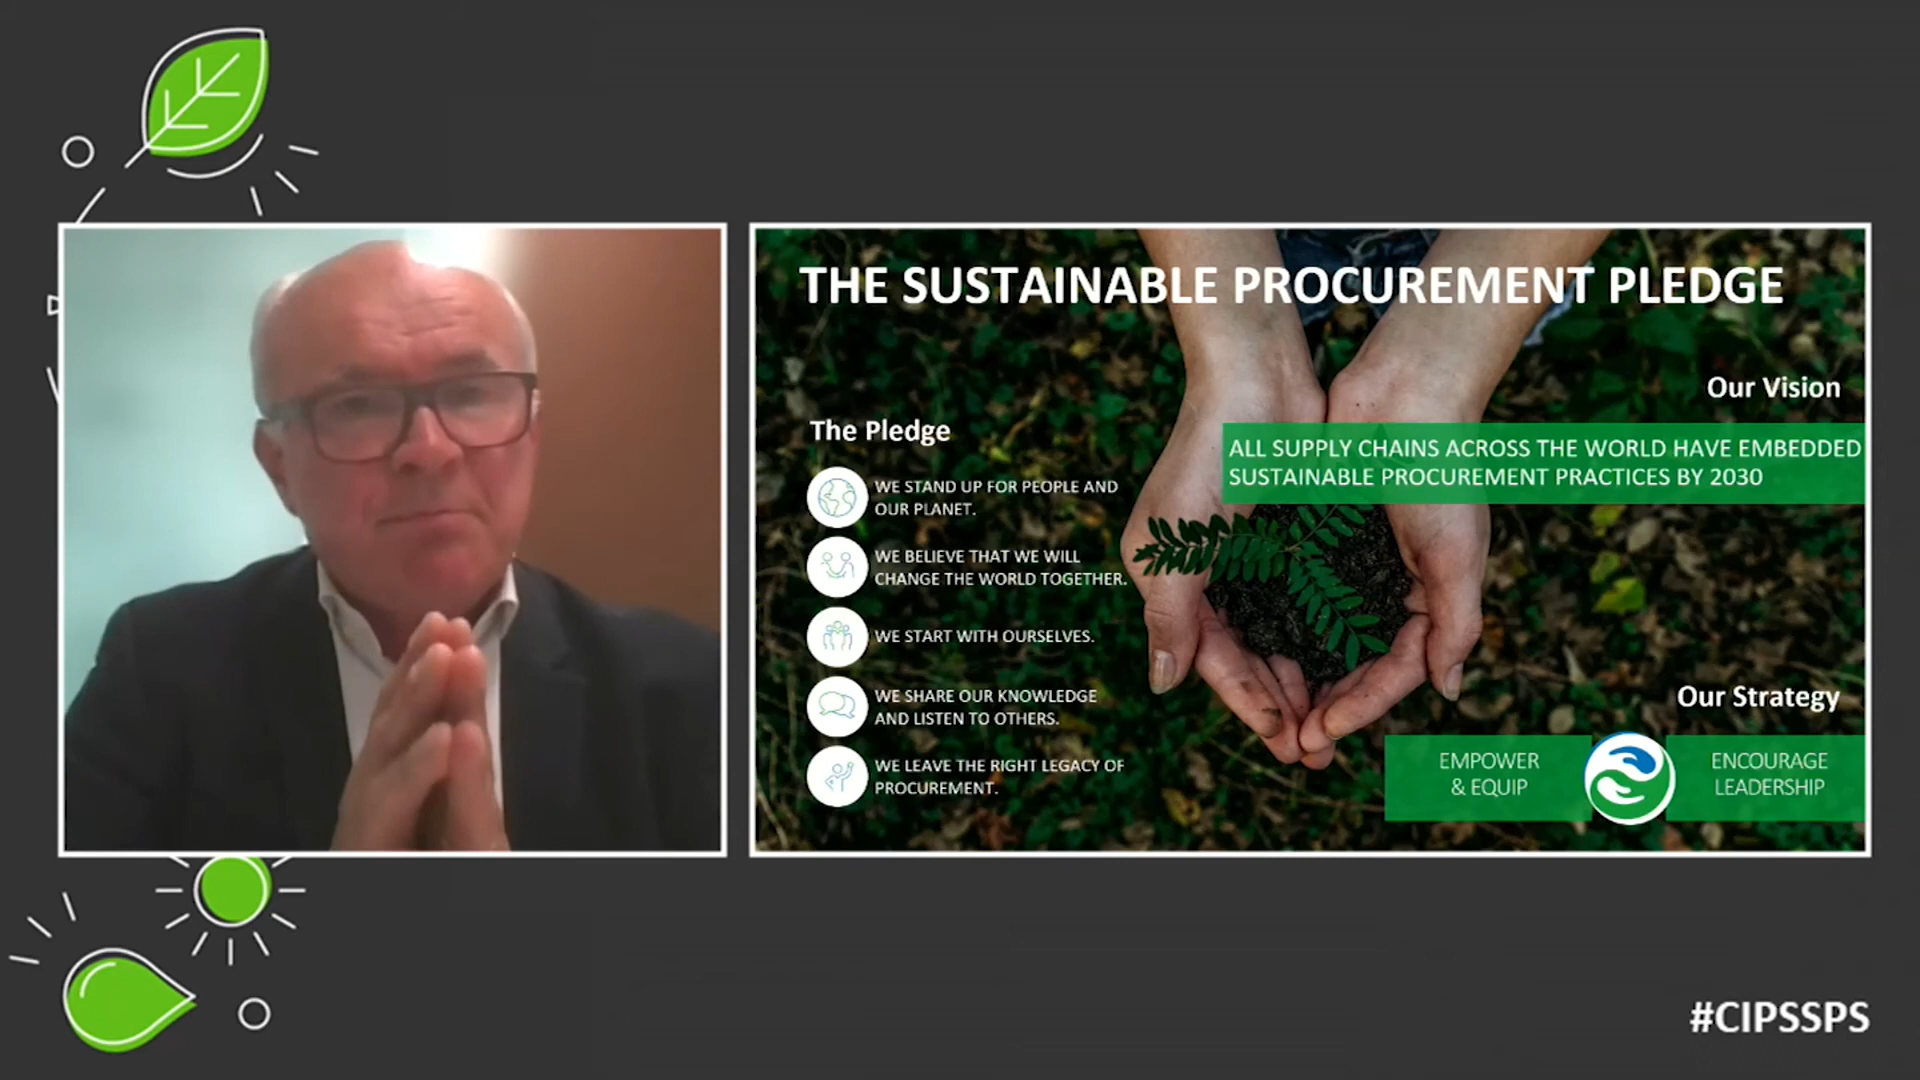 THE SUSTAINABLE PROCUREMENT PLEDGE
The Pledge
WE STAND UP FOR PEOPLE AND
OUR PLANET.
WE BELIEVE THAT WE WILL
CHANGE THE WORLD TOGETHER.
WE START WITH OURSELVES.
WE SHARE OUR KNOWLEDGE
AND LISTEN TO OTHERS.
WE LEAVE THE RIGHT LEGACY OF
PROCUREMENT.
Our Vision
ALL SUPPLY CHAINS ACROSS THE WORLD HAVE EMBEDDED
SUSTAINABLE PROCUREMENT PRACTICES BY 2030
Our Strategy
EMPOWER
& EQUIP
ENCOURAGE
LEADERSHIP
#CIPSSPS